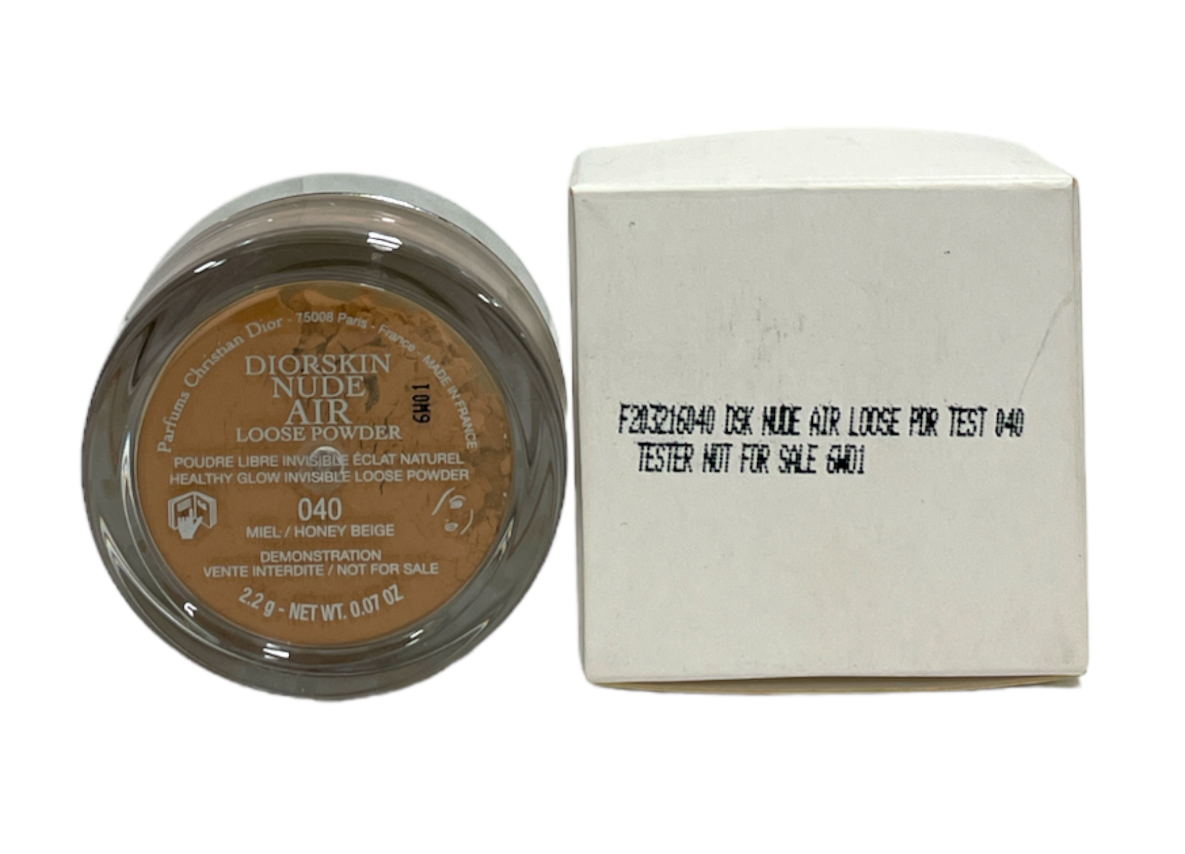 Parfums Christian Dior - 75008 Paris - France - MADE IN FRANCE
DIORSKIN
NUDE
AIR
LOOSE POWDER
6W01
POUDRE LIBRE INVISIBLE ÉCLAT NATUREL
HEALTHY GLOW INVISIBLE LOOSE POWDER
040
MIEL / HONEY BEIGE
DEMONSTRATION
VENTE INTERDITE / NOT FOR SALE
2.2 g - NET WT. 0.07 OZ
F203216040 DSK NUDE AIR LOOSE PDR TEST 040
TESTER NOT FOR SALE 6W01